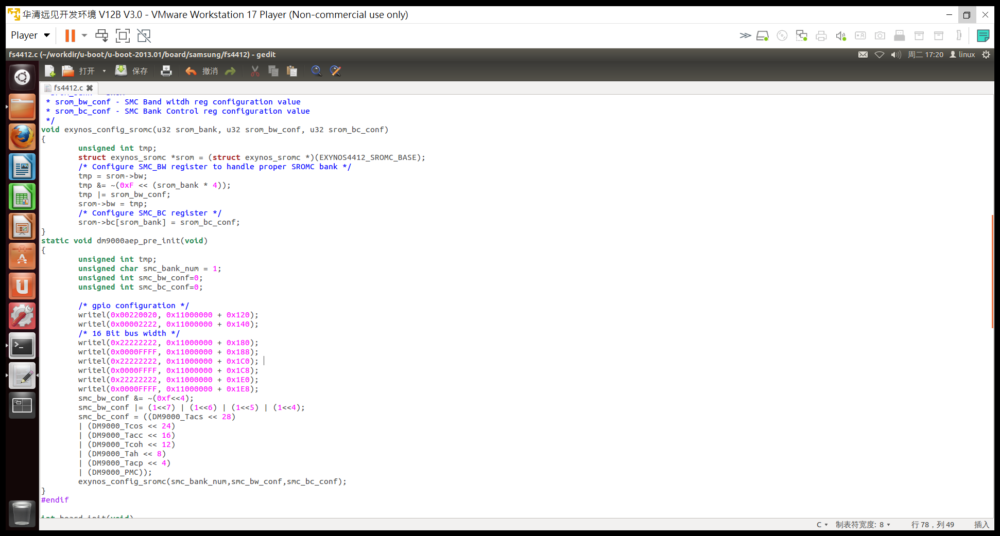 华清远见开发环境 V12B V3.0 - VMware Workstation 17 Player (Non-commercial use only)
Player
fs4412.c (~/workdir/u-boot/u-boot-2013.01/board/samsung/fs4412) - gedit
周二 17:20 linux
打开 保存 撤消
fs4412.c
* srom_bw_conf - SMC Band witdh reg configuration value
* srom_bc_conf - SMC Bank Control reg configuration value
*/
void exynos_config_sromc(u32 srom_bank, u32 srom_bw_conf, u32 srom_bc_conf)
{
unsigned int tmp;
struct exynos_sromc *srom = (struct exynos_sromc *)(EXYNOS4412_SROMC_BASE);
/* Configure SMC_BW register to handle proper SROMC bank */
tmp = srom->bw;
tmp &= ~(0xF << (srom_bank * 4));
tmp |= srom_bw_conf;
srom->bw = tmp;
/* Configure SMC_BC register */
srom->bc[srom_bank] = srom_bc_conf;
}
static void dm9000aep_pre_init(void)
{
unsigned int tmp;
unsigned char smc_bank_num = 1;
unsigned int smc_bw_conf=0;
unsigned int smc_bc_conf=0;
/* gpio configuration */
writel(0x00220020, 0x11000000 + 0x120);
writel(0x00002222, 0x11000000 + 0x140);
/* 16 Bit bus width */
writel(0x22222222, 0x11000000 + 0x180);
writel(0x0000FFFF, 0x11000000 + 0x188);
writel(0x22222222, 0x11000000 + 0x1C0);
writel(0x0000FFFF, 0x11000000 + 0x1C8);
writel(0x22222222, 0x11000000 + 0x1E0);
writel(0x0000FFFF, 0x11000000 + 0x1E8);
smc_bw_conf &= ~(0xf<<4);
smc_bw_conf |= (1<<7) | (1<<6) | (1<<5) | (1<<4);
smc_bc_conf = ((DM9000_Tacs << 28)
| (DM9000_Tcos << 24)
| (DM9000_Tacc << 16)
| (DM9000_Tcoh << 12)
| (DM9000_Tah << 8)
| (DM9000_Tacp << 4)
| (DM9000_PMC));
exynos_config_sromc(smc_bank_num,smc_bw_conf,smc_bc_conf);
}
#endif
int board_init(void)
C 制表符宽度: 8 行 78，列 49 插入